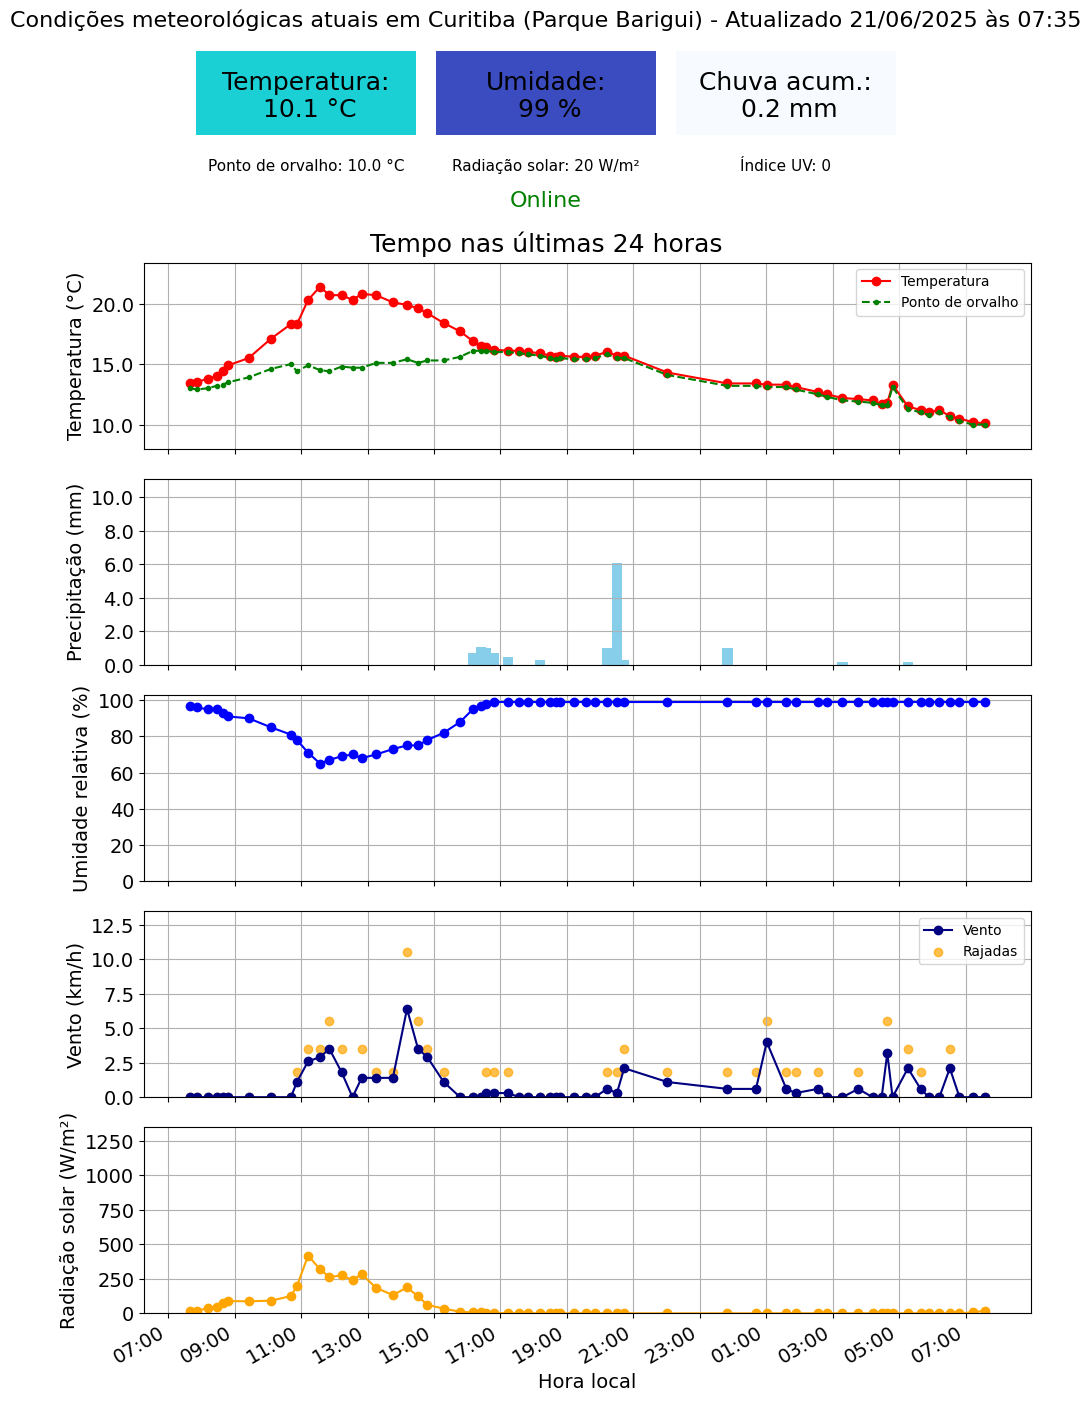 Condições meteorológicas atuais em Curitiba (Parque Barigui) - Atualizado 21/06/2025 às 07:35
Temperatura:
10.1 °C
Umidade:
99 %
Chuva acum.:
0.2 mm
Ponto de orvalho: 10.0 °C
Radiação solar: 20 W/m²
Índice UV: 0
Online
Tempo nas últimas 24 horas
Temperatura (°C)
20.0
15.0
10.0
Temperatura
Ponto de orvalho
Precipitação (mm)
10.0
8.0
6.0
4.0
2.0
0.0
Umidade relativa (%)
100
80
60
40
20
0
Vento (km/h)
12.5
10.0
7.5
5.0
2.5
0.0
Vento
Rajadas
Radiação solar (W/m²)
1250
1000
750
500
250
0
07:00
09:00
11:00
13:00
15:00
17:00
19:00
21:00
23:00
01:00
03:00
05:00
07:00
Hora local